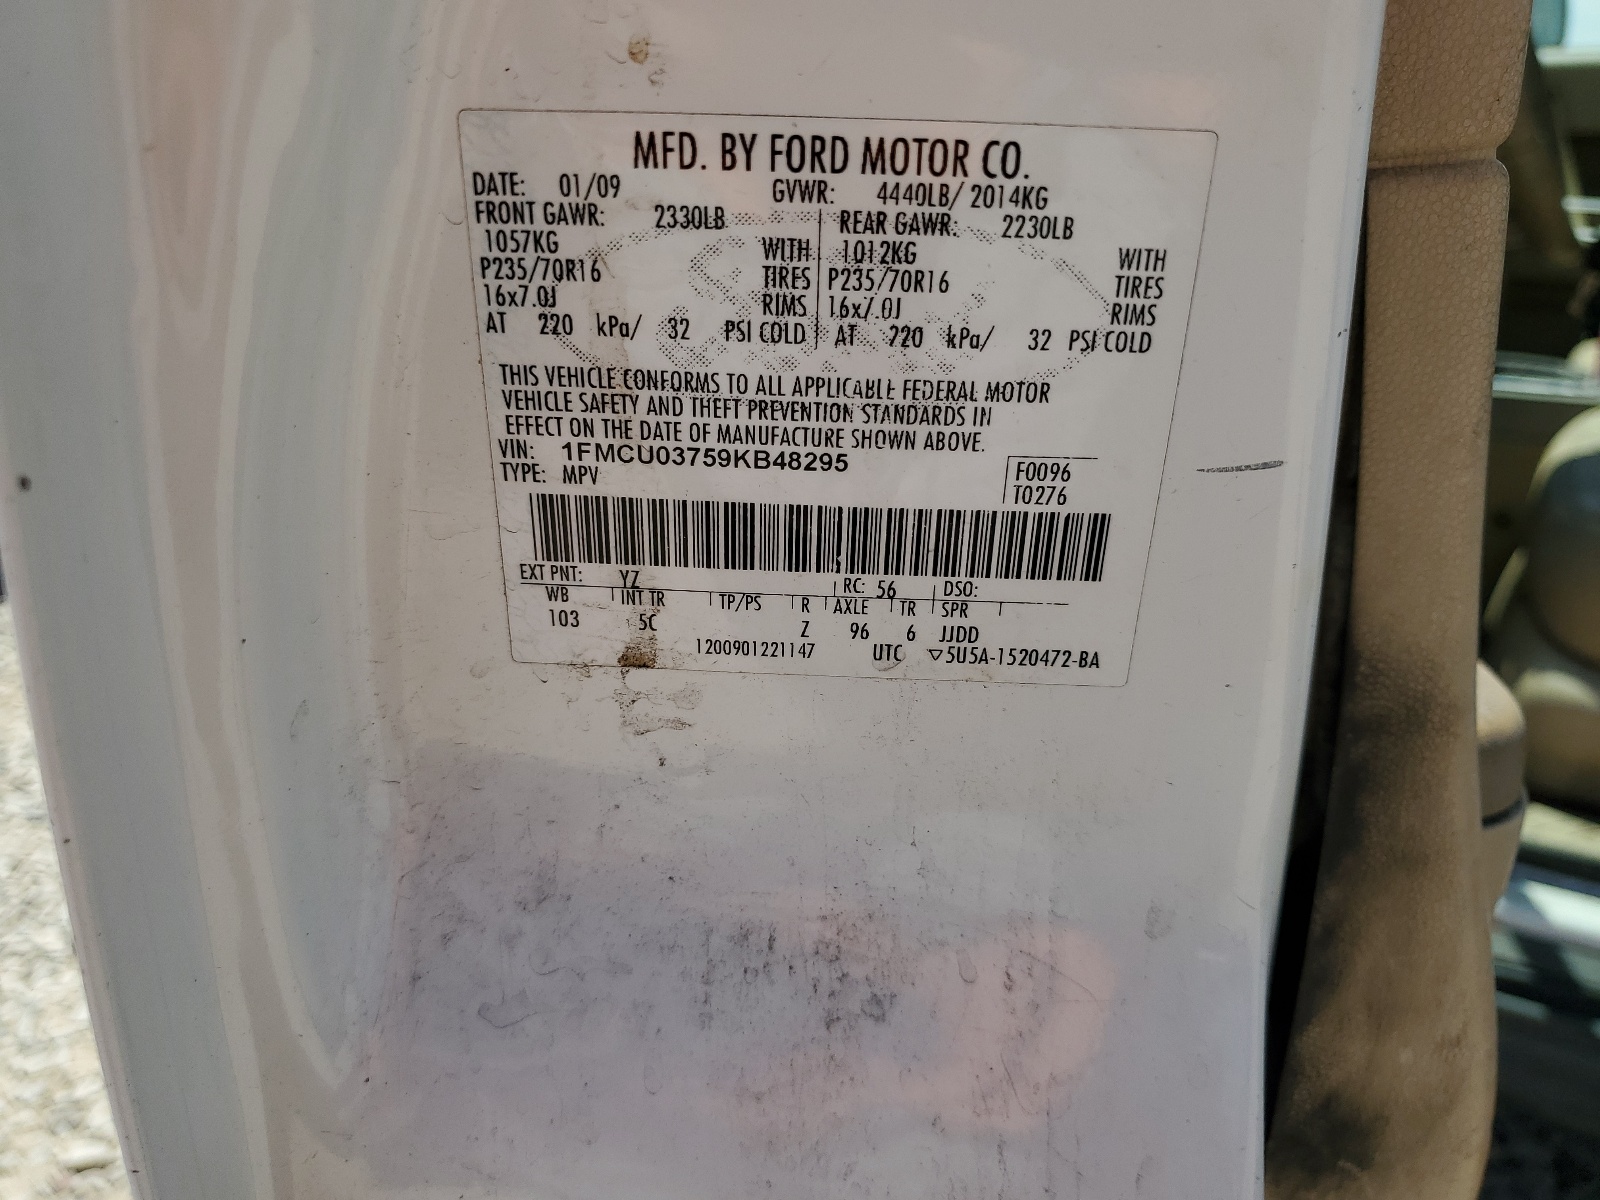 MFD. BY FORD MOTOR CO.
DATE: 01/09 GVWR: 4440LB/ 2014KG
FRONT GAWR: 2330LB REAR GAWR: 2230LB
1057KG WITH 1012KG WITH
P235/70R16 TIRES P235/70R16 TIRES
16x7.0J RIMS 16x7.0J RIMS
AT 220 kPa/ 32 PSI COLD AT 220 kPa/ 32 PSI COLD
THIS VEHICLE CONFORMS TO ALL APPLICABLE FEDERAL MOTOR
VEHICLE SAFETY AND THEFT PREVENTION STANDARDS IN
EFFECT ON THE DATE OF MANUFACTURE SHOWN ABOVE.
VIN: 1FMCU03759KB48295 F0096
TYPE: MPV T0276
EXT PNT: YZ RC: 56 DSO:
WB INT TR TP/PS R AXLE TR SPR
103 5C Z 96 6 JJDD
1200901221147 UTC ▽5U5A-1520472-BA